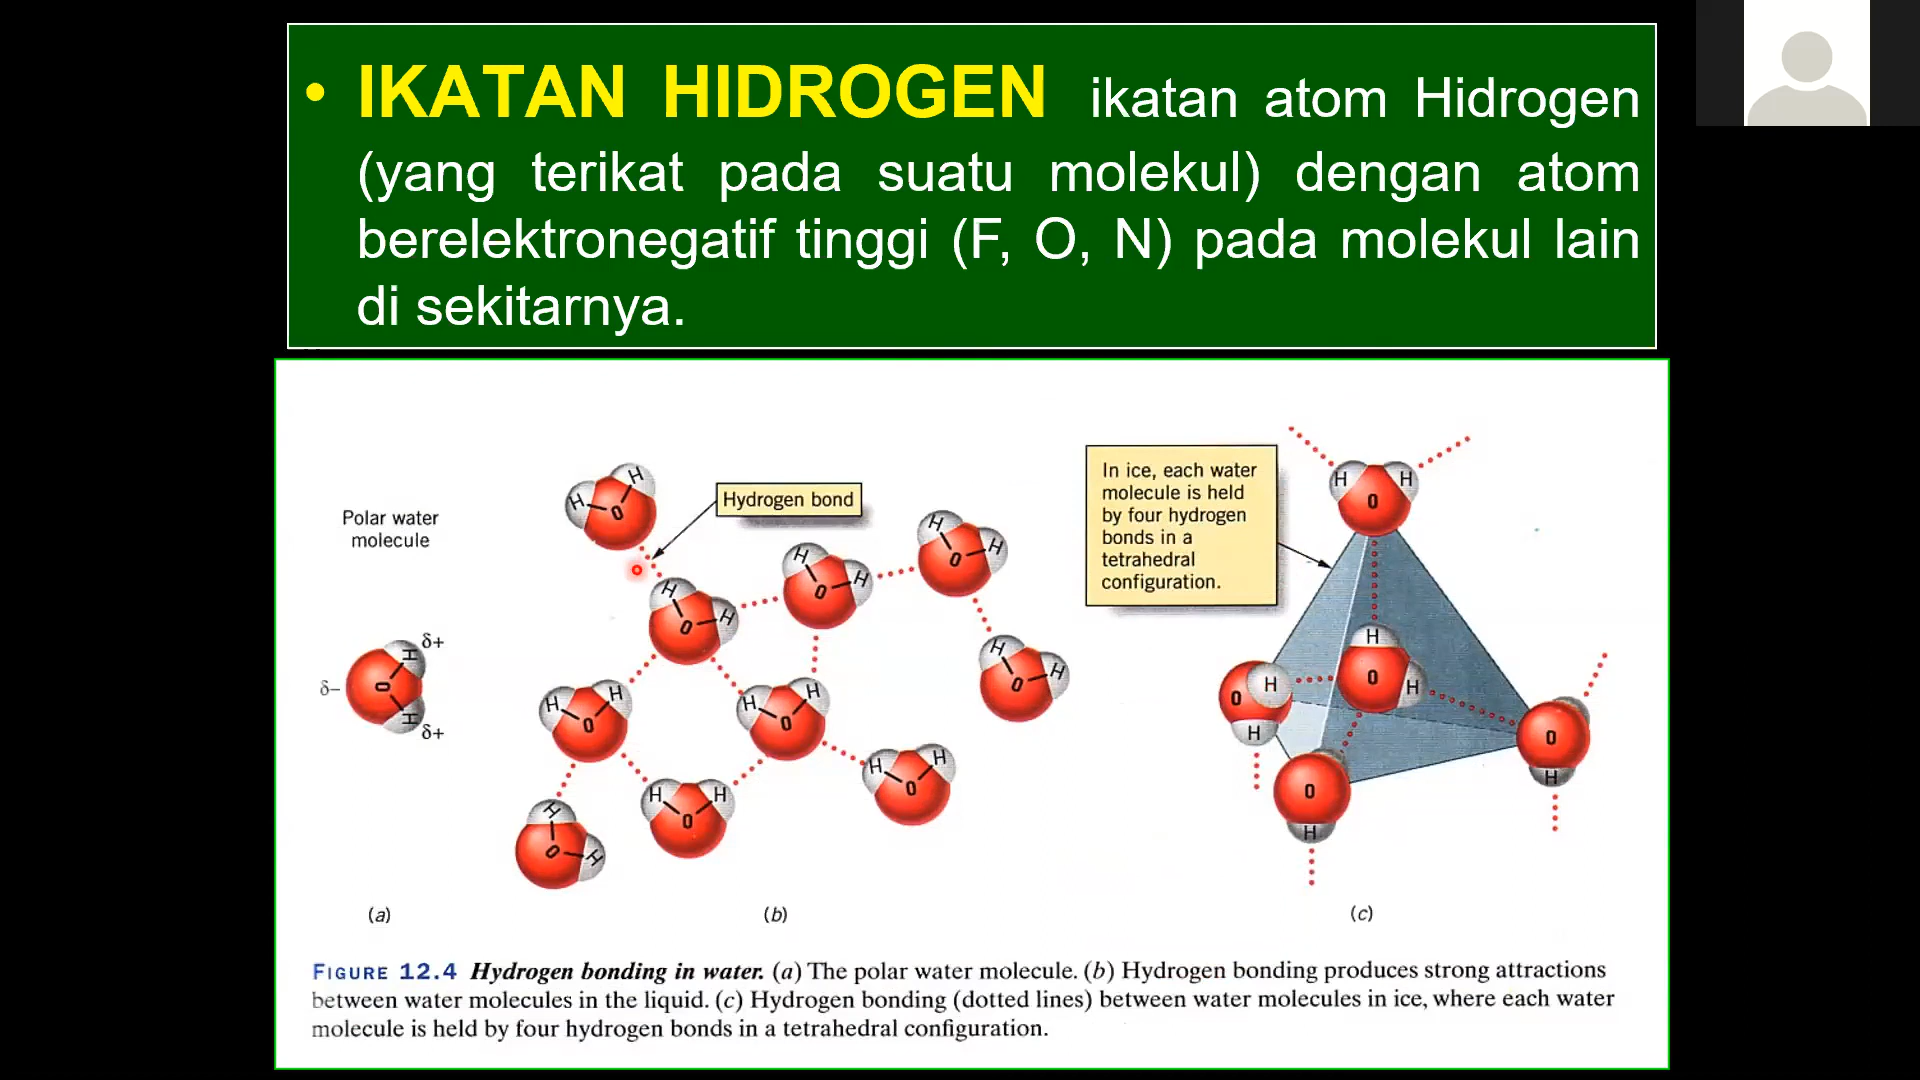 • IKATAN HIDROGEN ikatan atom Hidrogen
(yang terikat pada suatu molekul) dengan atom
berelektronegatif tinggi (F, O, N) pada molekul lain
di sekitarnya.
Polar water
molecule
δ+
δ−
δ+
H
O
H
(a)
Hydrogen bond
H
H
O
H
H
O
H
H
O
H
H
O
H
H
O
H
H
O
H
H
O
H
H
O
H
H
O
H
H
O
(b)
In ice, each water
molecule is held
by four hydrogen
bonds in a
tetrahedral
configuration.
H
H
O
H
O
H
O
H
H
O
H
O
H
(c)
FIGURE 12.4 Hydrogen bonding in water. (a) The polar water molecule. (b) Hydrogen bonding produces strong attractions
between water molecules in the liquid. (c) Hydrogen bonding (dotted lines) between water molecules in ice, where each water
molecule is held by four hydrogen bonds in a tetrahedral configuration.